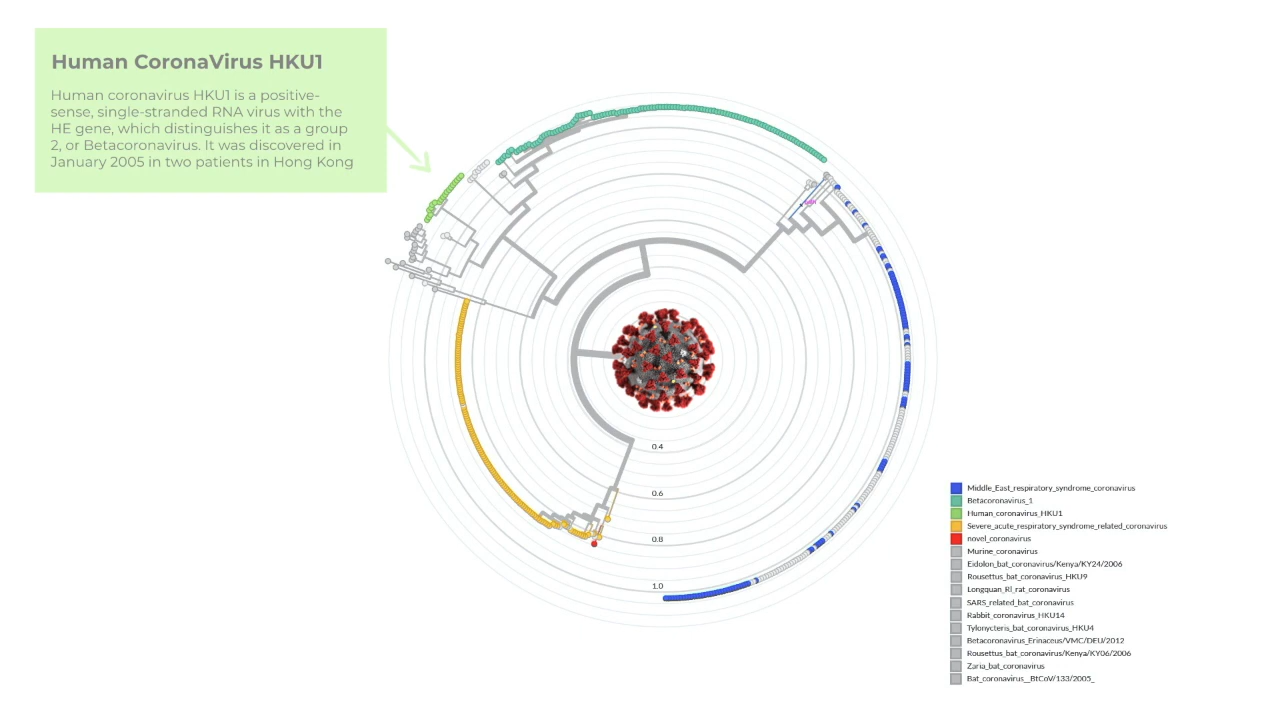 Human CoronaVirus HKU1
Human coronavirus HKU1 is a positive-
sense, single-stranded RNA virus with the
HE gene, which distinguishes it as a group
2, or Betacoronavirus. It was discovered in
January 2005 in two patients in Hong Kong
0.4
0.6
0.8
1.0
Middle_East_respiratory_syndrome_coronavirus
Betacoronavirus_1
Human_coronavirus_HKU1
Severe_acute_respiratory_syndrome_related_coronavirus
novel_coronavirus
Murine_coronavirus
Eidolon_bat_coronavirus/Kenya/KY24/2006
Rousettus_bat_coronavirus_HKU9
Longquan_Rl_rat_coronavirus
SARS_related_bat_coronavirus
Rabbit_coronavirus_HKU14
Tylonycteris_bat_coronavirus_HKU4
Betacoronavirus_Erinaceus/VMC/DEU/2012
Rousettus_bat_coronavirus/Kenya/KY06/2006
Zaria_bat_coronavirus
Bat_coronavirus__BtCoV/133/2005_